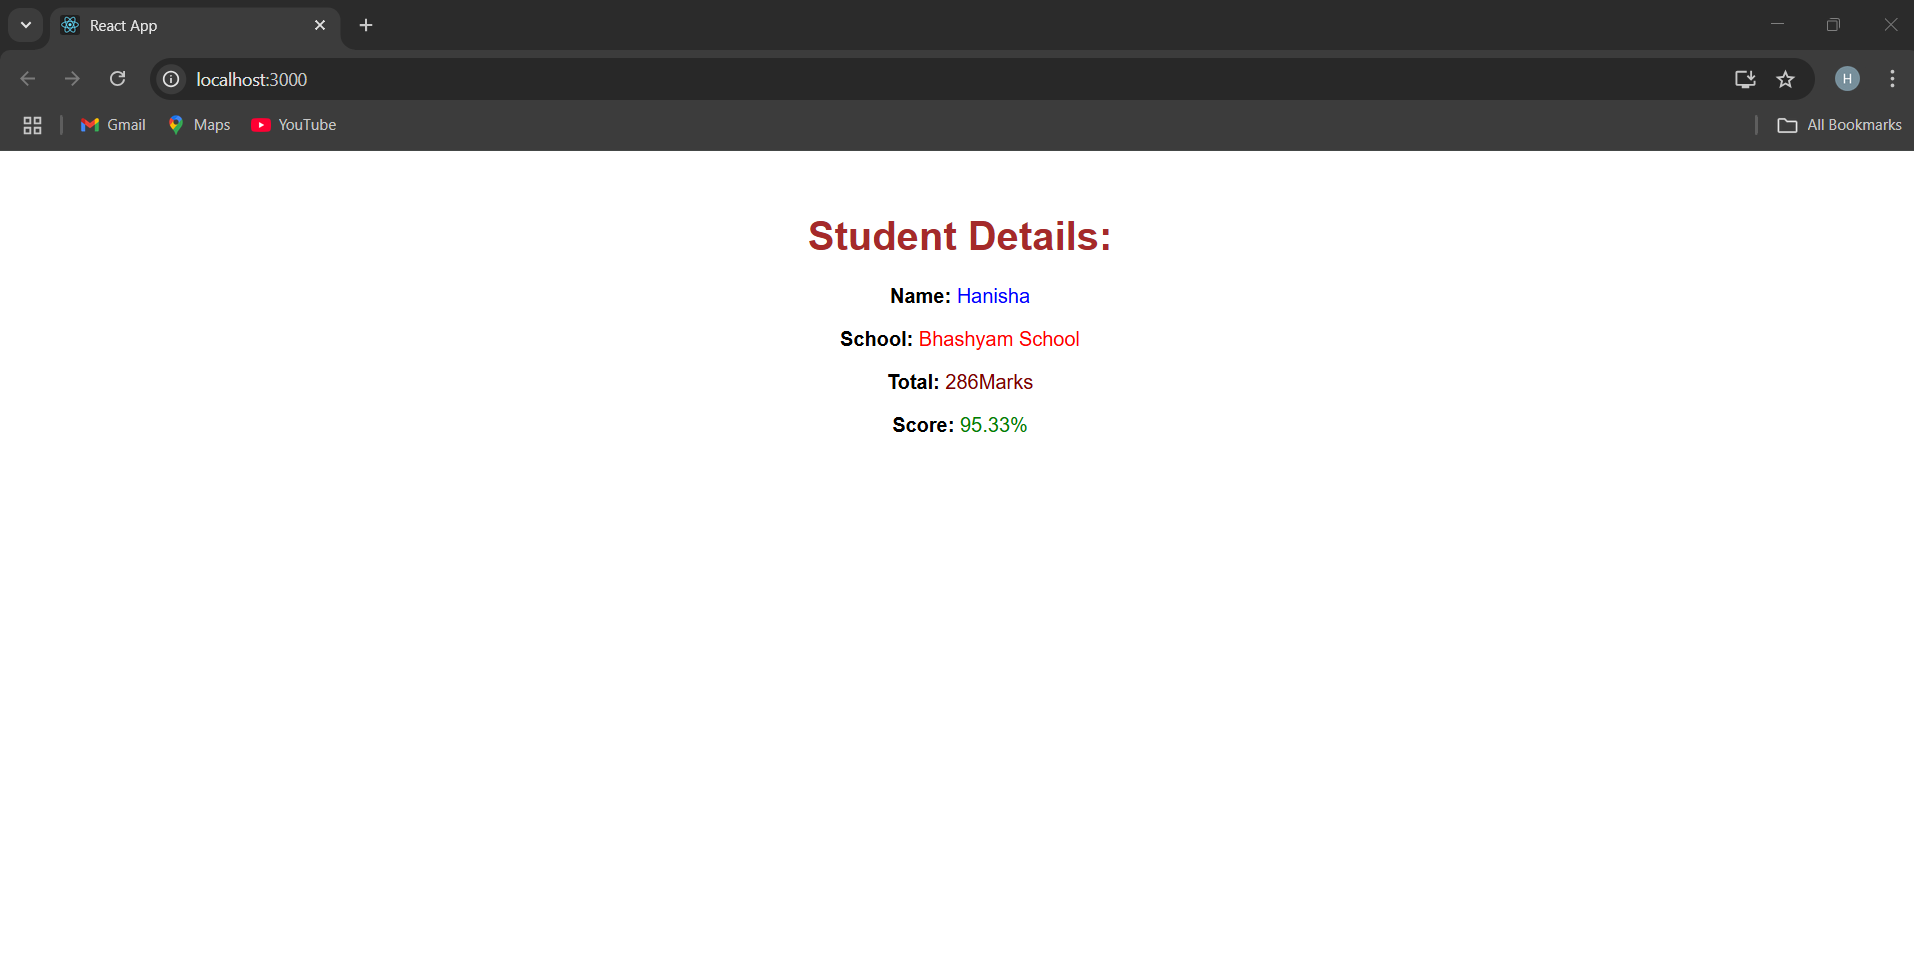 React App
localhost:3000
H
Gmail Maps YouTube All Bookmarks
Student Details:
Name: Hanisha
School: Bhashyam School
Total: 286Marks
Score: 95.33%